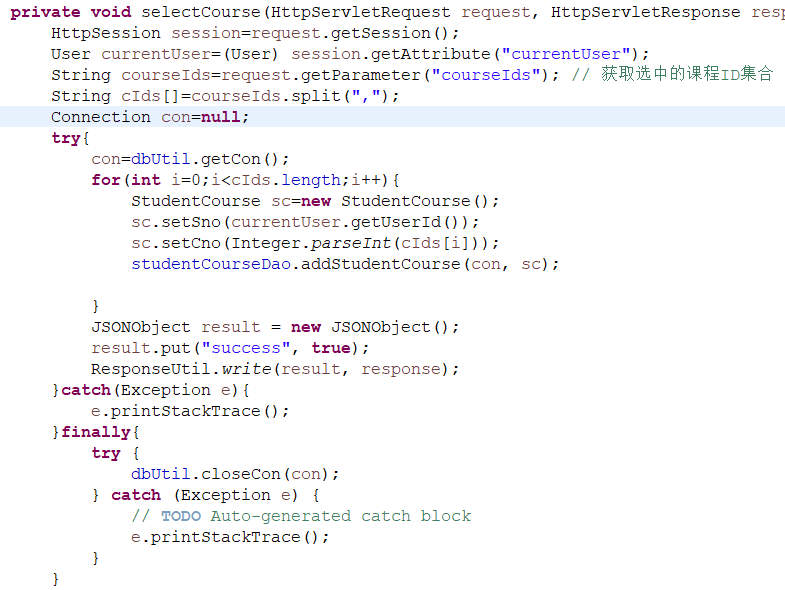 private void selectCourse(HttpServletRequest request, HttpServletResponse resp
    HttpSession session=request.getSession();
    User currentUser=(User) session.getAttribute("currentUser");
    String courseIds=request.getParameter("courseIds"); // 获取选中的课程ID集合
    String cIds[]=courseIds.split(",");
    Connection con=null;
    try{
        con=dbUtil.getCon();
        for(int i=0;i<cIds.length;i++){
            StudentCourse sc=new StudentCourse();
            sc.setSno(currentUser.getUserId());
            sc.setCno(Integer.parseInt(cIds[i]));
            studentCourseDao.addStudentCourse(con, sc);
        }
        JSONObject result = new JSONObject();
        result.put("success", true);
        ResponseUtil.write(result, response);
    }catch(Exception e){
        e.printStackTrace();
    }finally{
        try {
            dbUtil.closeCon(con);
        } catch (Exception e) {
            // TODO Auto-generated catch block
            e.printStackTrace();
        }
    }